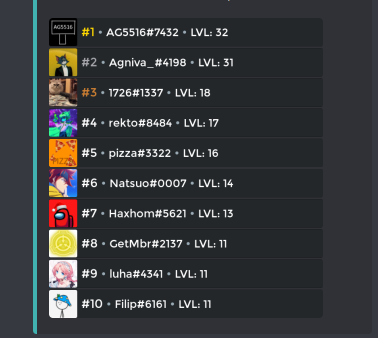 AG5516
#1 • AG5516#7432 • LVL: 32
#2 • Agniva_#4198 • LVL: 31
#3 • 1726#1337 • LVL: 18
#4 • rekto#8484 • LVL: 17
PIZZA
#5 • pizza#3322 • LVL: 16
#6 • Natsuo#0007 • LVL: 14
#7 • Haxhom#5621 • LVL: 13
#8 • GetMbr#2137 • LVL: 11
#9 • luha#4341 • LVL: 11
#10 • Filip#6161 • LVL: 11